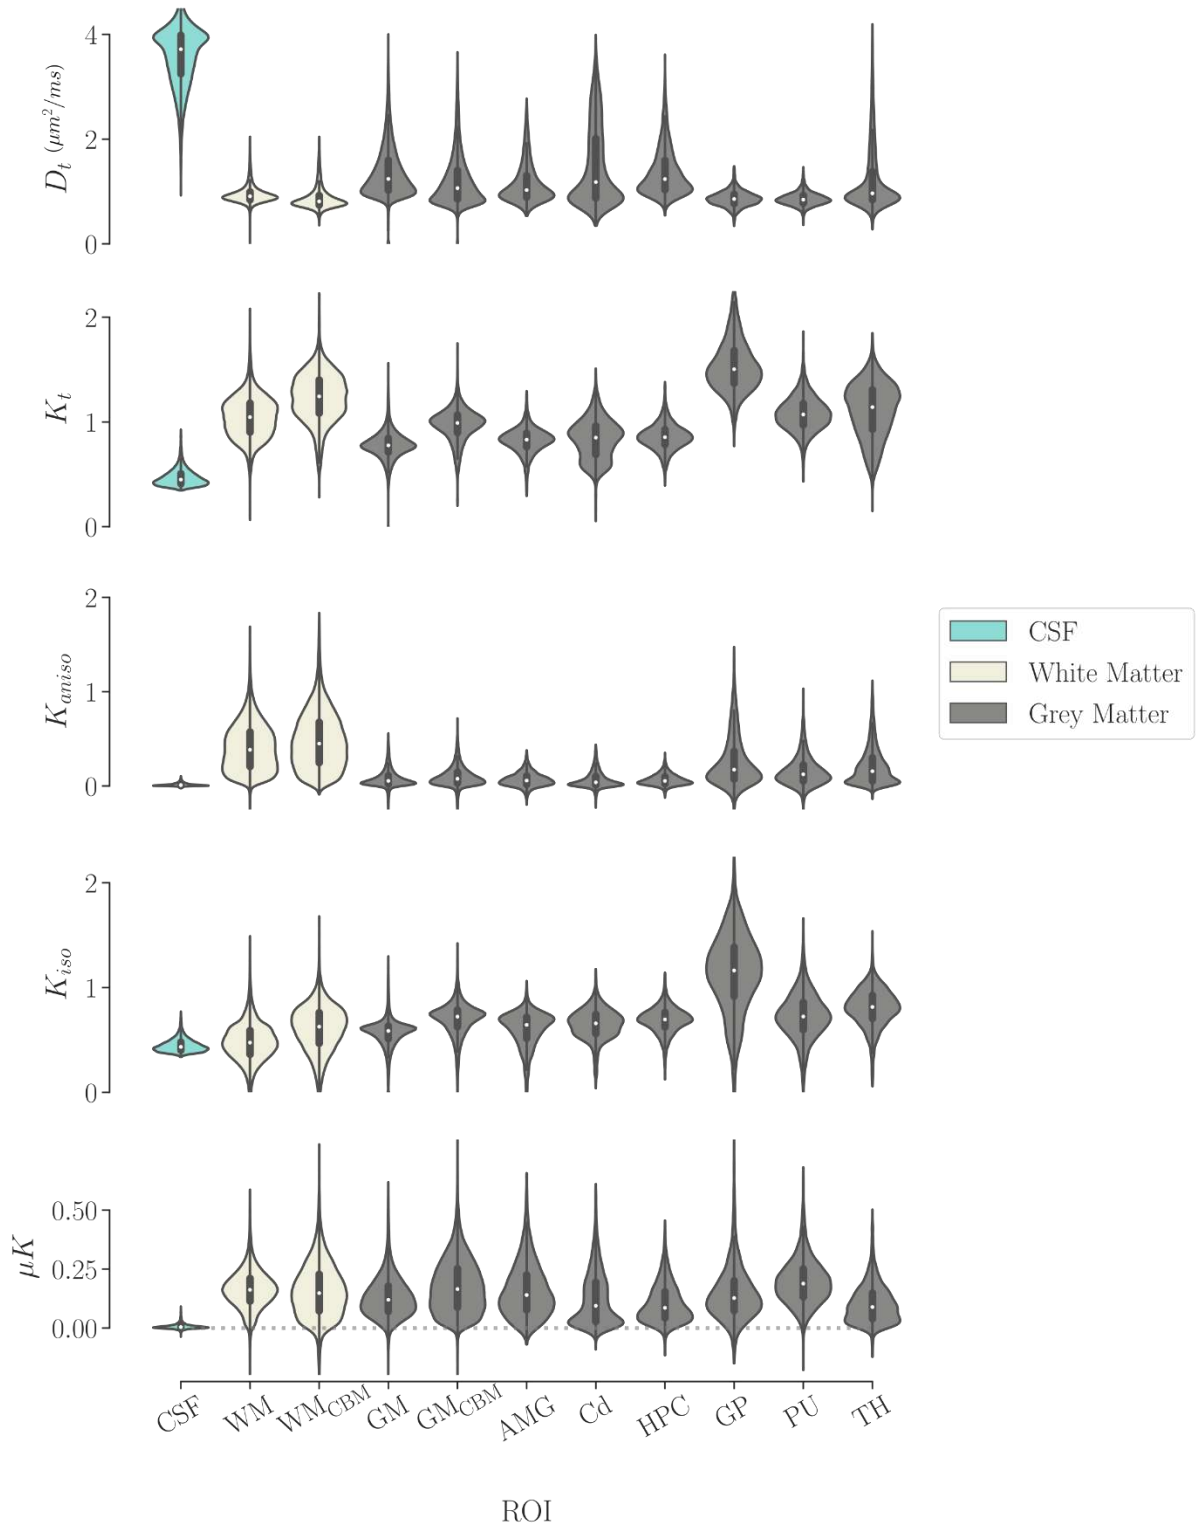 D_t (μm²/ms)
4
2
0
K_t
2
1
0
K_aniso
2
1
0
CSF
White Matter
Grey Matter
K_iso
2
1
0
μK
0.50
0.25
0.00
CSF WM WM_CBM GM GM_CBM AMG Cd HPC GP PU TH
ROI